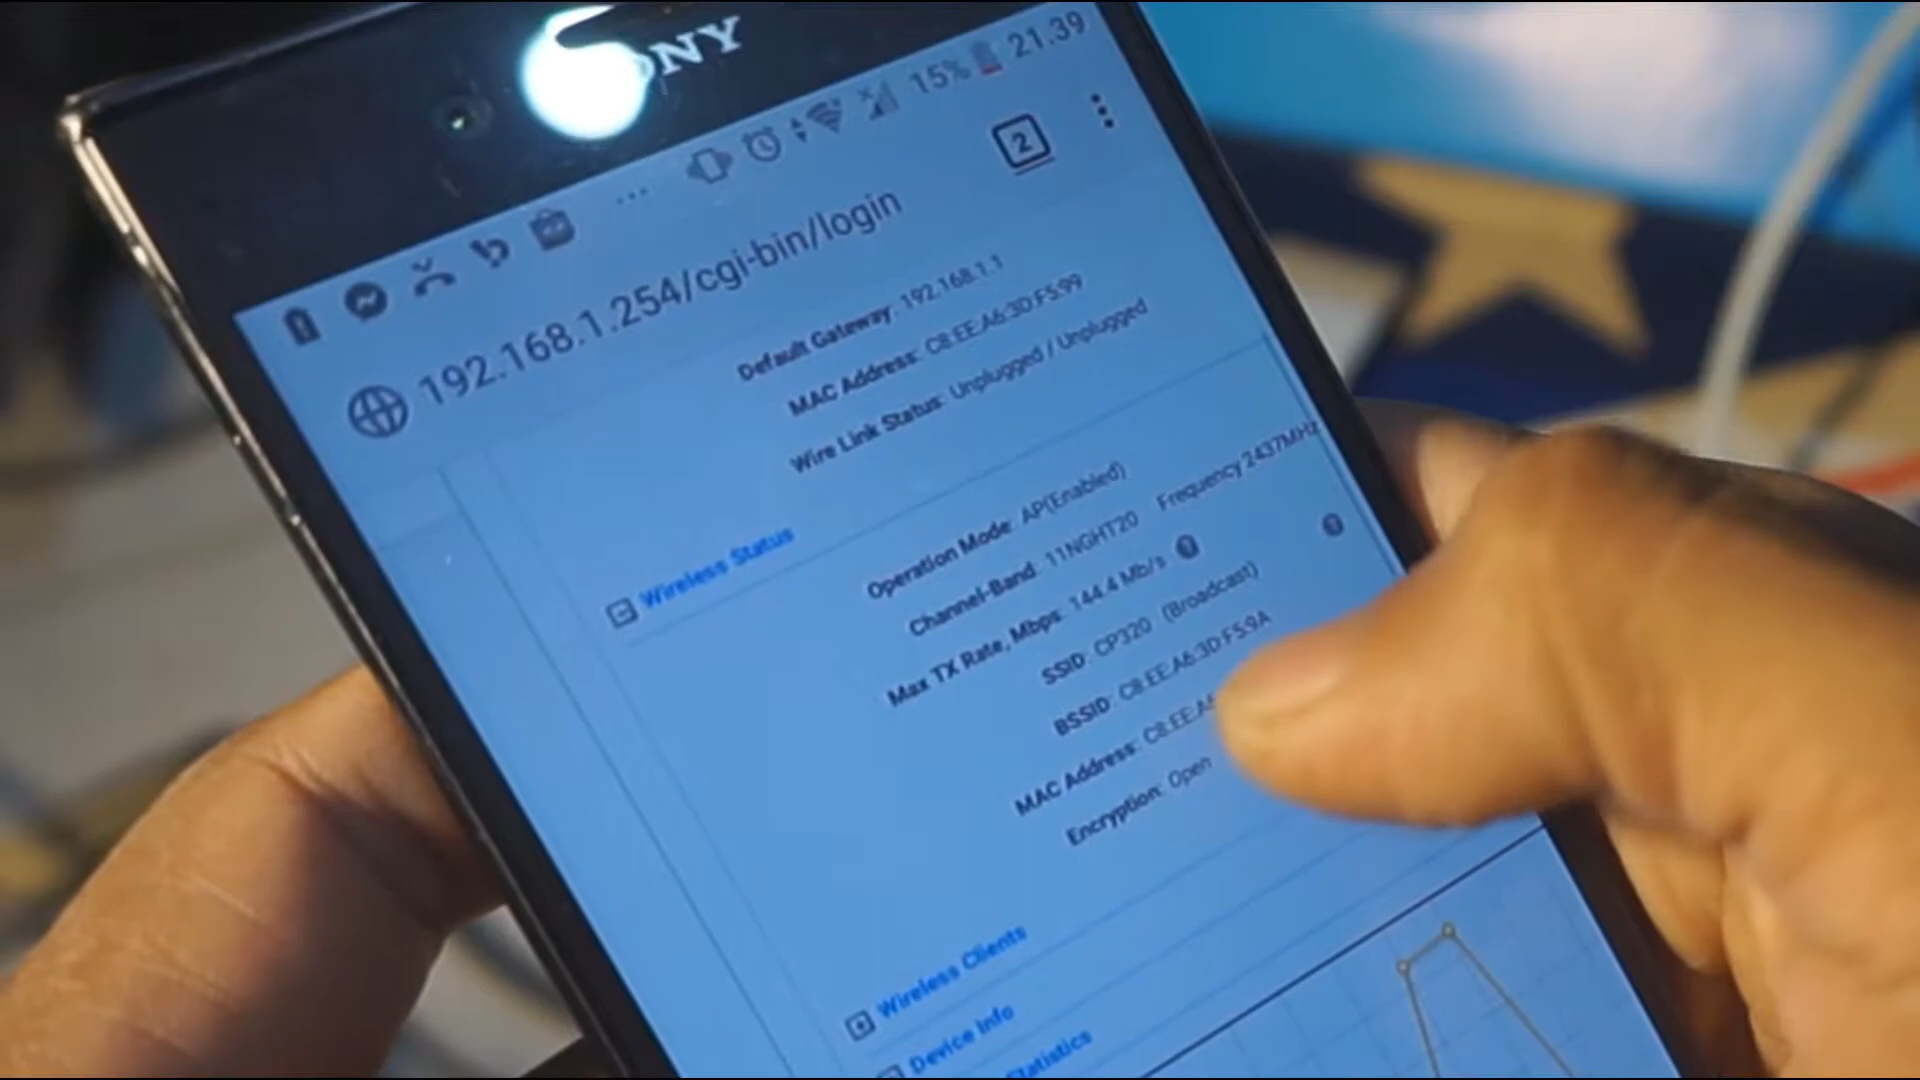 SONY
15% 21.39
2
192.168.1.254/cgi-bin/login
Default Gateway: 192.168.1.1
MAC Address: C8:EE:A6:3D:F5:99
Wire Link Status: Unplugged / Unplugged
Wireless Status
Operation Mode: AP(Enabled)
Channel-Band: 11NGHT20 Frequency 2437MHz
Max TX Rate, Mbps: 144.4 Mb/s
SSID: CP320 (Broadcast)
BSSID: C8:EE:A6:3D:F5:9A
MAC Address: C8:EE:A6
Encryption: Open
Wireless Clients
Device Info
Statistics